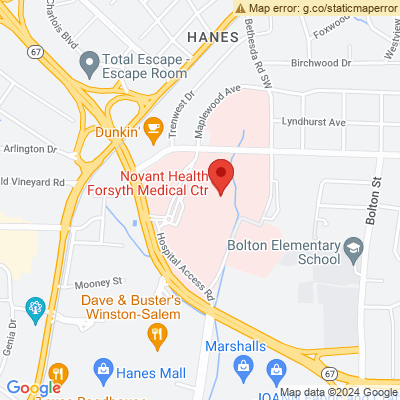 Map error: g.co/staticmaperror
HANES
Charlois Blvd
Bethesda Rd SW
Foxwood
Westview
67
Total Escape -
Escape Room
Birchwood Dr
Trenwest Dr
Maplewood Ave
Lyndhurst Ave
Dunkin'
Arlington Dr
Novant Health
Forsyth Medical Ctr
ld Vineyard Rd
Bolton St
Bolton Elementary
School
Hospital Access Rd
Mooney St
Dave & Buster's
Winston-Salem
Genia Dr
67
Marshalls
67
Hanes Mall
Google
Map data ©2024 Google